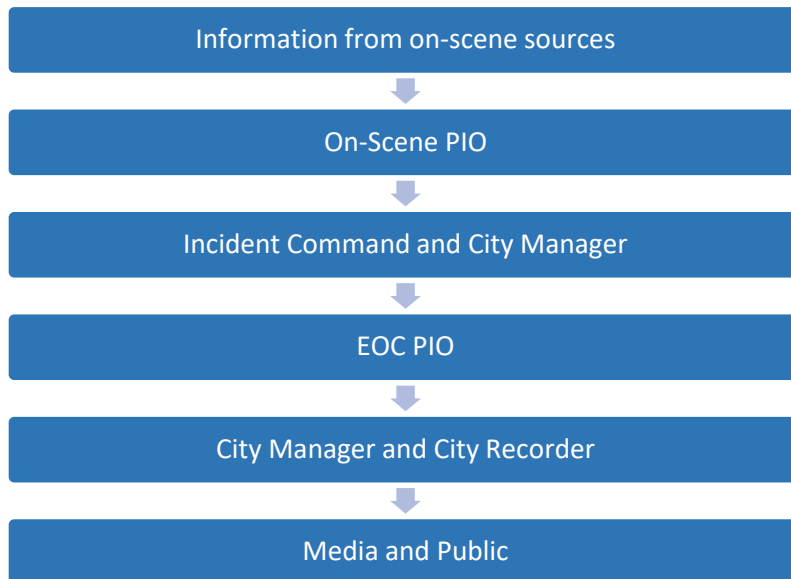 Information from on-scene sources
On-Scene PIO
Incident Command and City Manager
EOC PIO
City Manager and City Recorder
Media and Public